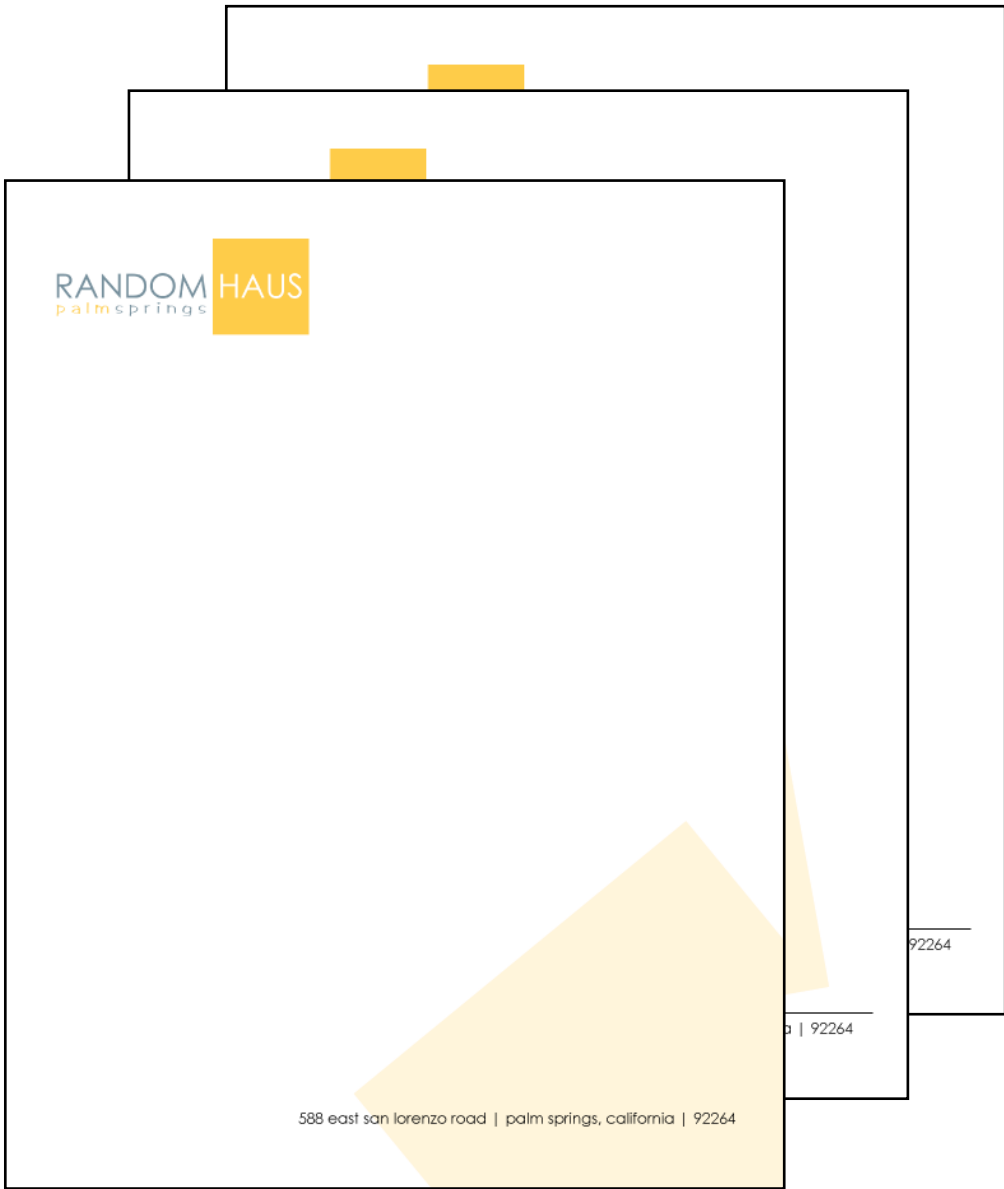 RANDOM HAUS
palmsprings
92264
a | 92264
588 east san lorenzo road | palm springs, california | 92264